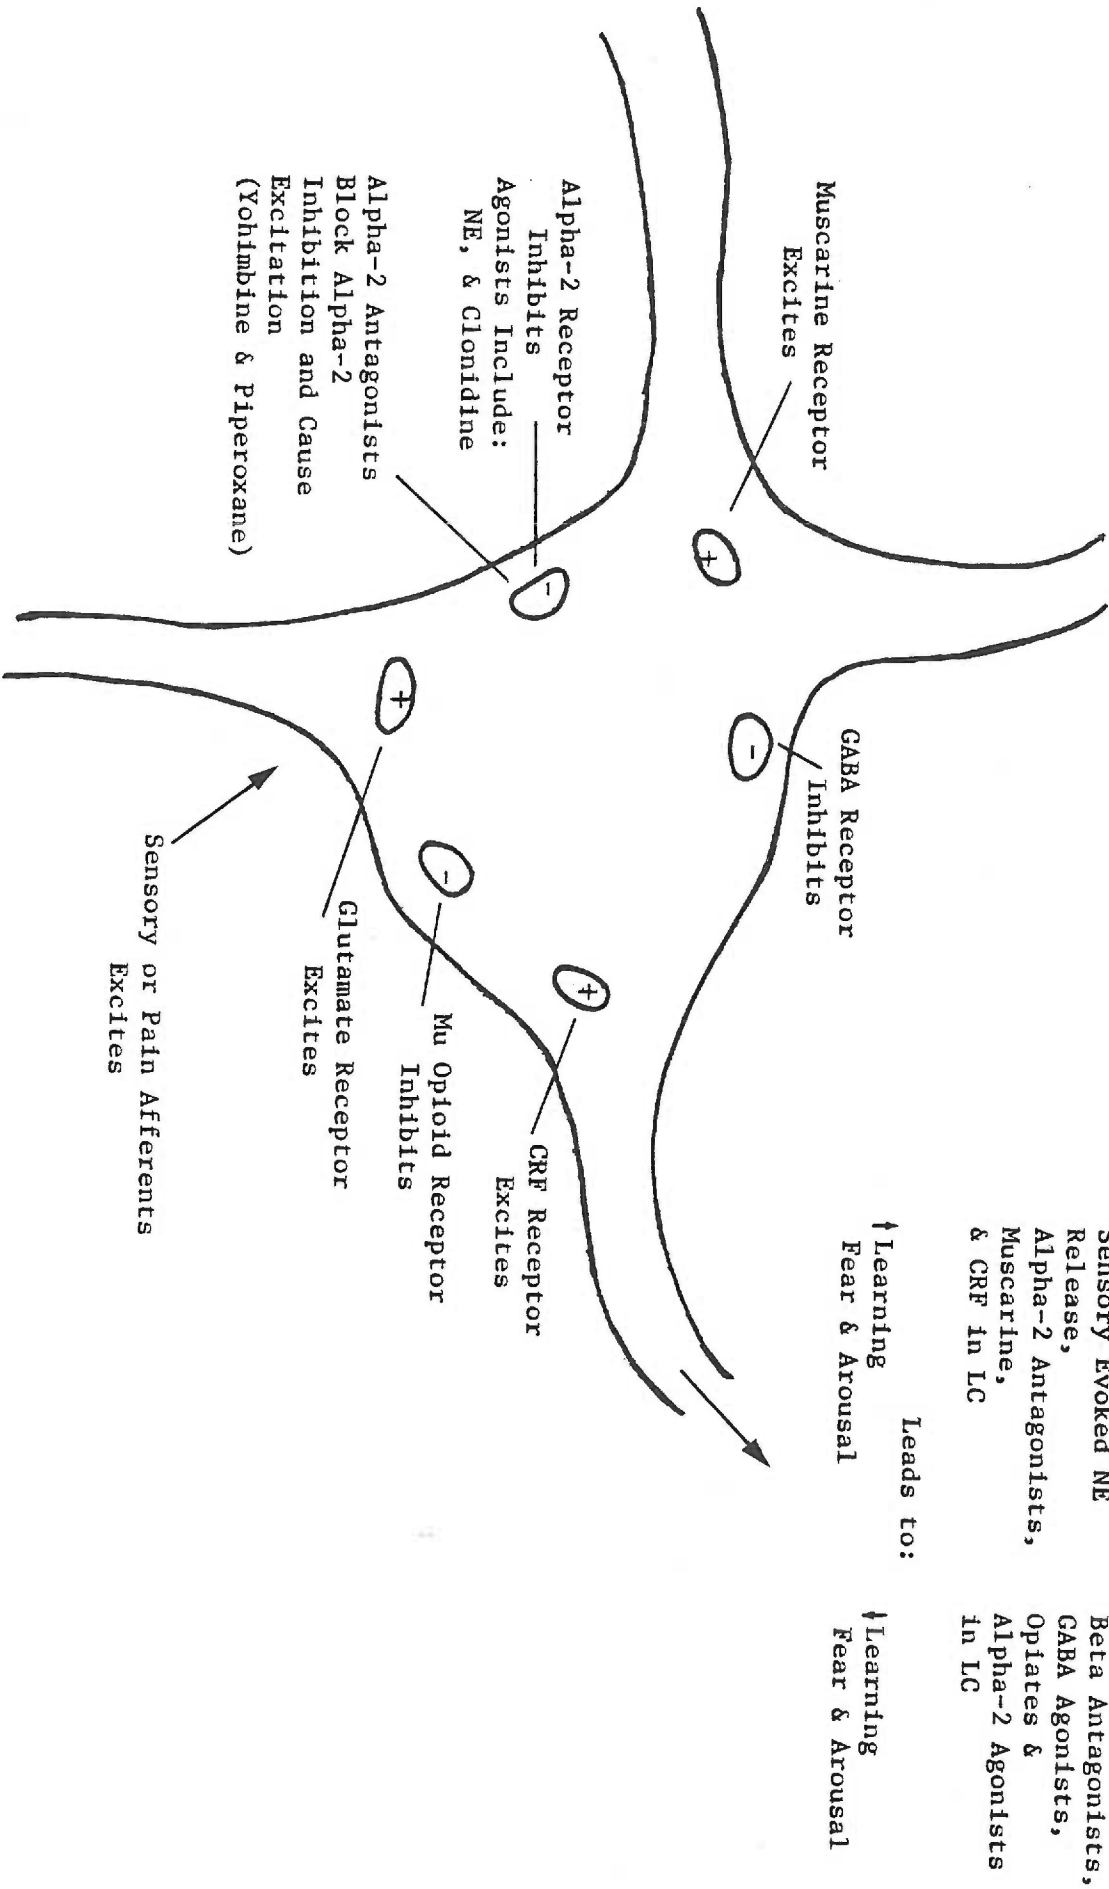 Muscarine Receptor
Excites
GABA Receptor
Inhibits
Alpha-2 Receptor
Inhibits
Agonists Include:
NE, & Clonidine
Alpha-2 Antagonists
Block Alpha-2
Inhibition and Cause
Excitation
(Yohimbine & Piperoxane)
CRF Receptor
Excites
Mu Opioid Receptor
Inhibits
Glutamate Receptor
Excites
Sensory or Pain Afferents
Excites
Sensory Evoked NE
Release,
Alpha-2 Antagonists,
Muscarine,
& CRF in LC
Beta Antagonists,
GABA Agonists,
Opiates &
Alpha-2 Agonists
in LC
Leads to:
↑Learning
Fear & Arousal
↓Learning
Fear & Arousal
+
-
-
+
-
+